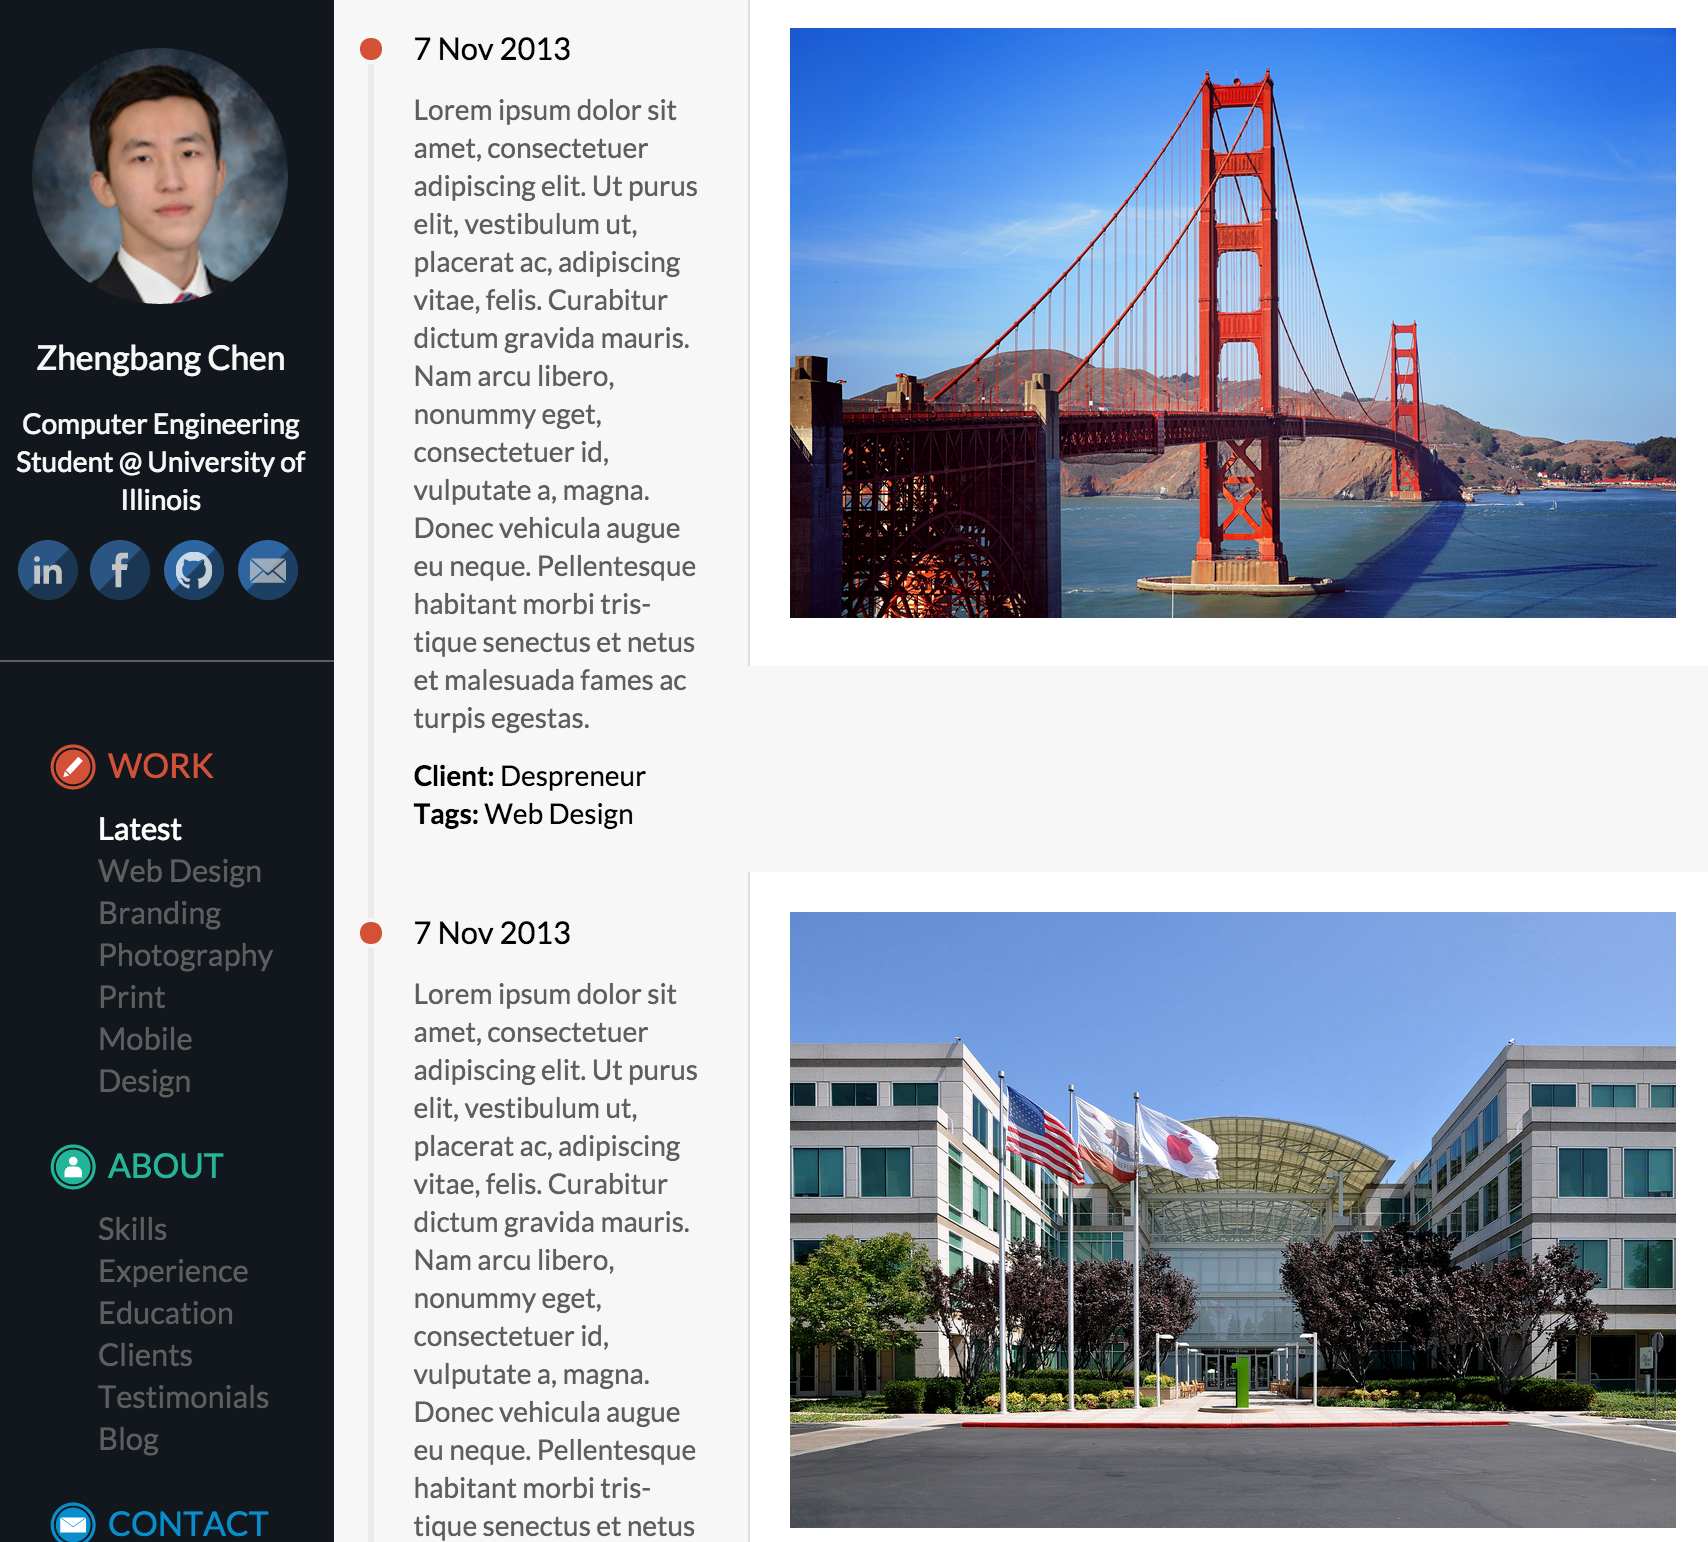 Zhengbang Chen
Computer Engineering
Student @ University of
Illinois
in f
WORK
Latest
Web Design
Branding
Photography
Print
Mobile
Design
ABOUT
Skills
Experience
Education
Clients
Testimonials
Blog
CONTACT
7 Nov 2013
Lorem ipsum dolor sit
amet, consectetuer
adipiscing elit. Ut purus
elit, vestibulum ut,
placerat ac, adipiscing
vitae, felis. Curabitur
dictum gravida mauris.
Nam arcu libero,
nonummy eget,
consectetuer id,
vulputate a, magna.
Donec vehicula augue
eu neque. Pellentesque
habitant morbi tris-
tique senectus et netus
et malesuada fames ac
turpis egestas.
Client: Despreneur
Tags: Web Design
7 Nov 2013
Lorem ipsum dolor sit
amet, consectetuer
adipiscing elit. Ut purus
elit, vestibulum ut,
placerat ac, adipiscing
vitae, felis. Curabitur
dictum gravida mauris.
Nam arcu libero,
nonummy eget,
consectetuer id,
vulputate a, magna.
Donec vehicula augue
eu neque. Pellentesque
habitant morbi tris-
tique senectus et netus
1